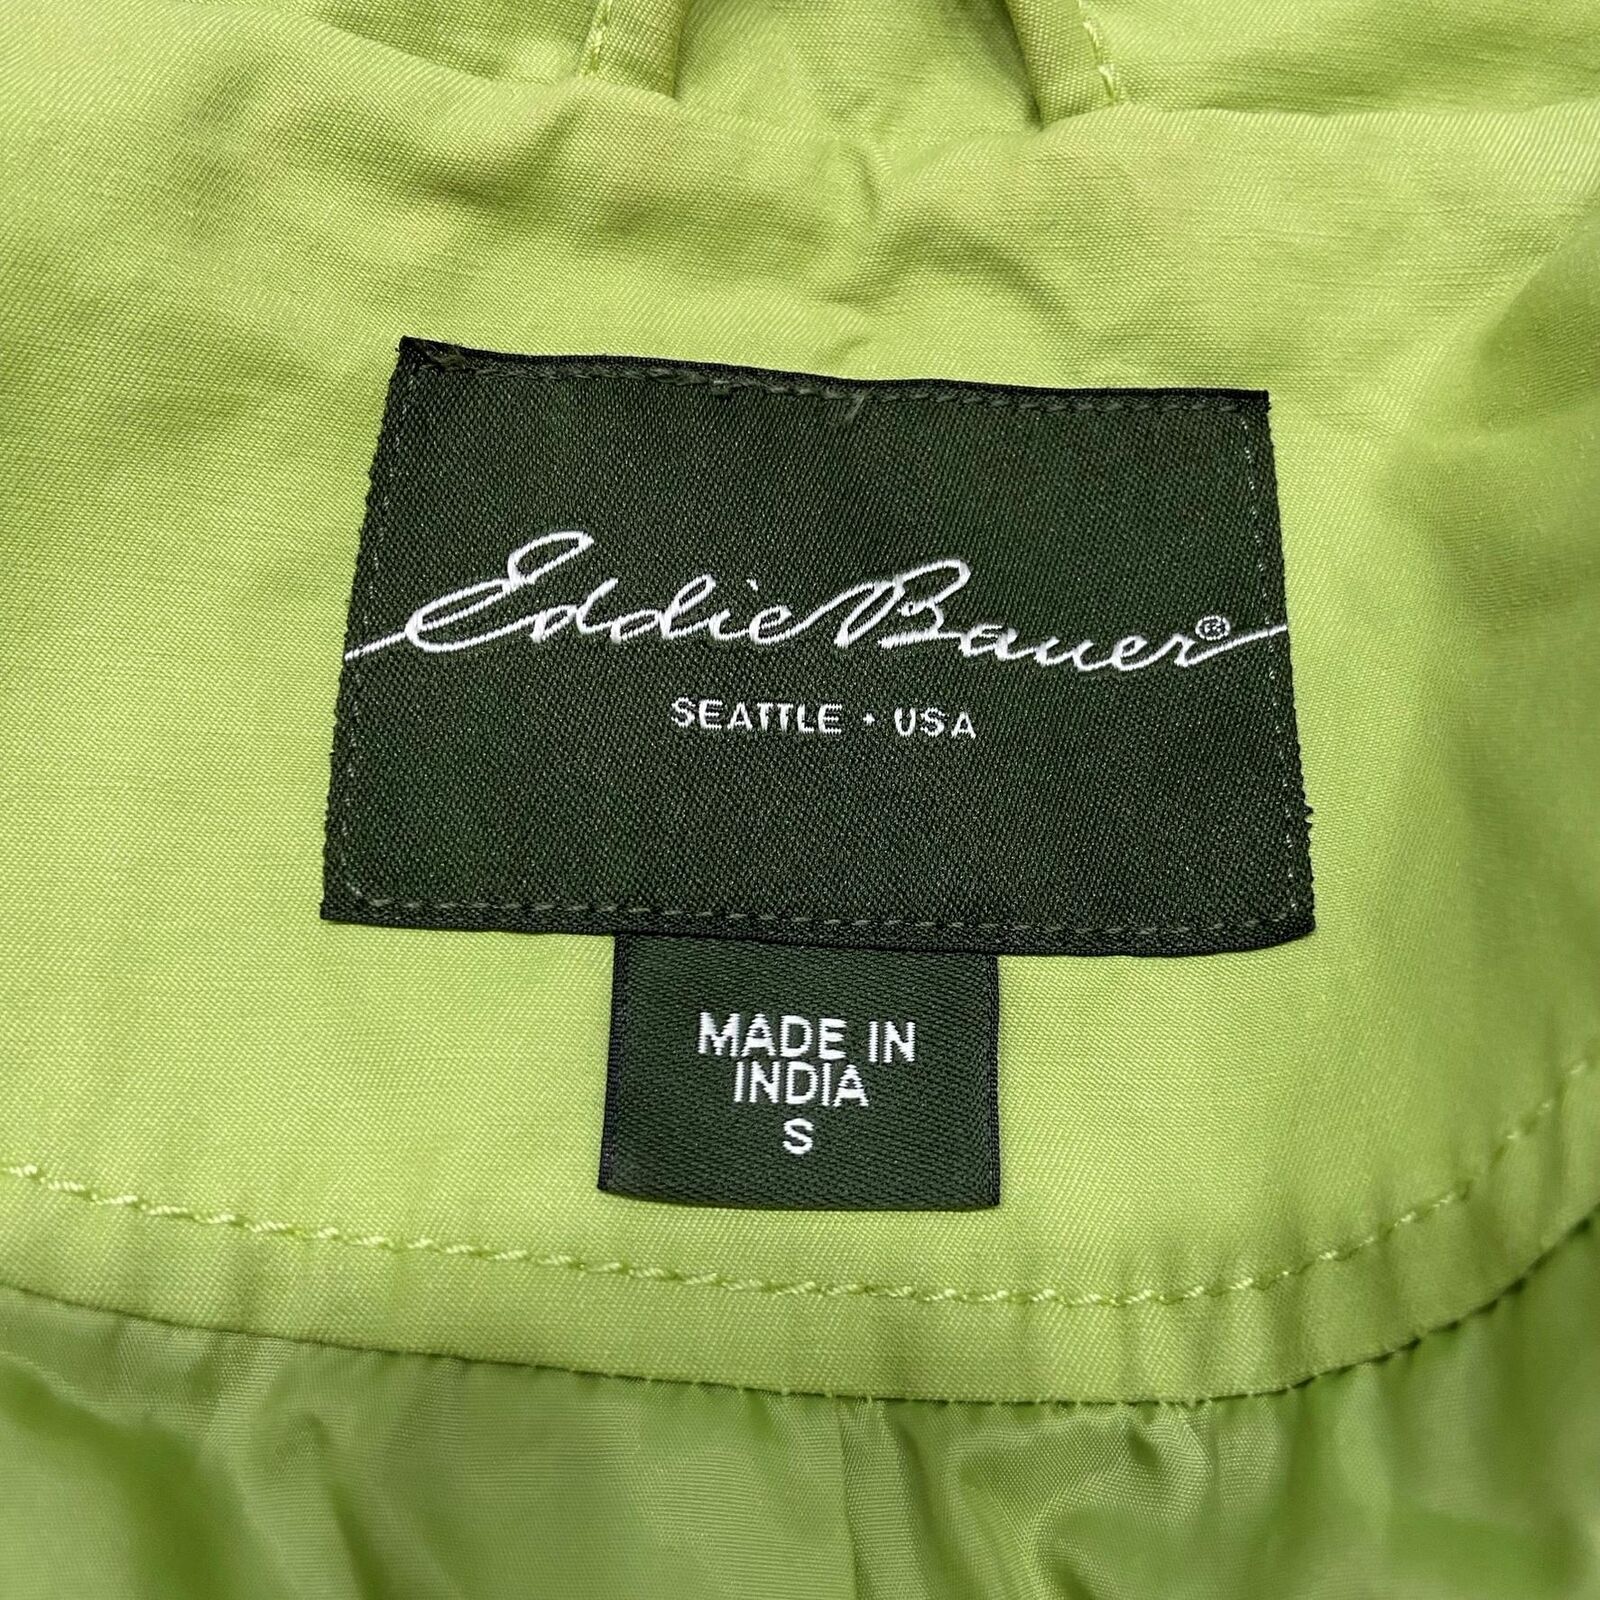 Eddie Bauer®
SEATTLE • USA
MADE IN
INDIA
S